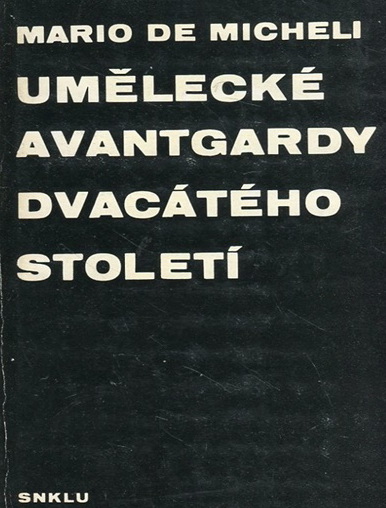 MARIO DE MICHELI
UMĚLECKÉ
AVANTGARDY
DVACÁTÉHO
STOLETÍ
SNKLU